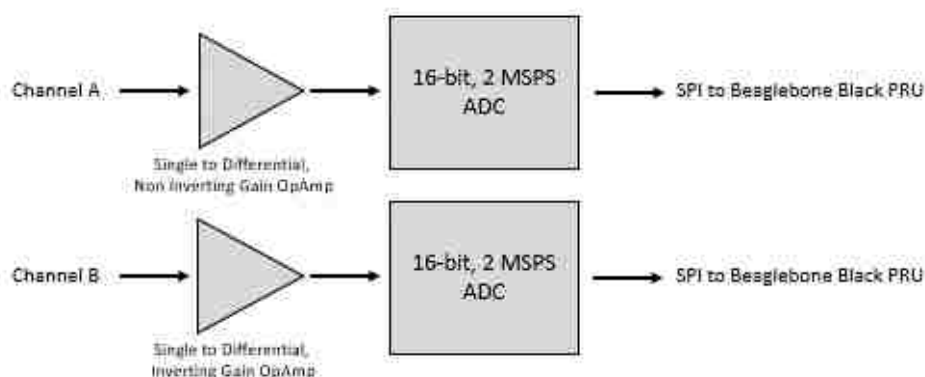 Channel A
16-bit, 2 MSPS
ADC
SPI to Beaglebone Black PRU
Single to Differential,
Non Inverting Gain OpAmp
Channel B
16-bit, 2 MSPS
ADC
SPI to Beaglebone Black PRU
Single to Differential,
Inverting Gain OpAmp